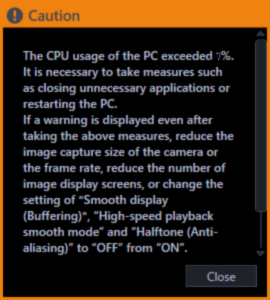 Caution
The CPU usage of the PC exceeded %.
It is necessary to take measures such
as closing unnecessary applications or
restarting the PC.
If a warning is displayed even after
taking the above measures, reduce the
image capture size of the camera or
the frame rate, reduce the number of
image display screens, or change the
setting of "Smooth display
(Buffering)", "High-speed playback
smooth mode" and "Halftone (Anti-
aliasing)" to "OFF" from "ON".
Close